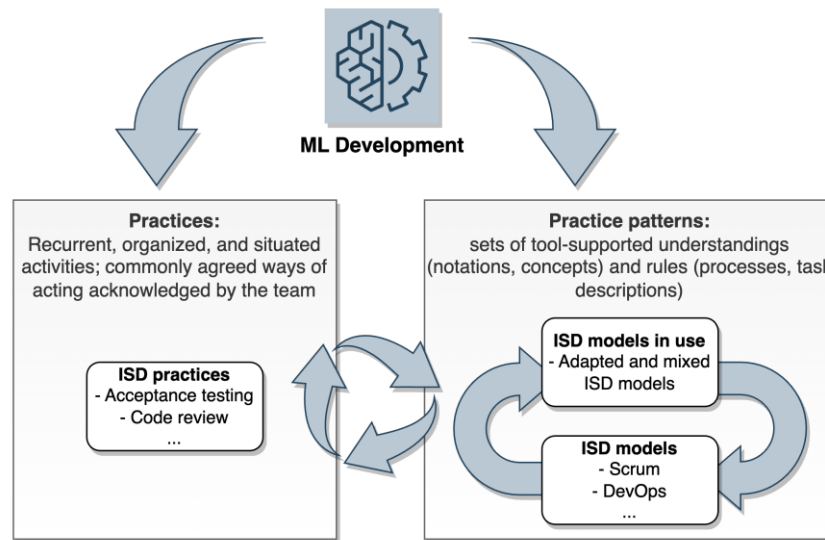 ML Development
Practices:
Recurrent, organized, and situated
activities; commonly agreed ways of
acting acknowledged by the team
ISD practices
- Acceptance testing
- Code review
...
Practice patterns:
sets of tool-supported understandings
(notations, concepts) and rules (processes, task
descriptions)
ISD models in use
- Adapted and mixed
ISD models
ISD models
- Scrum
- DevOps
...